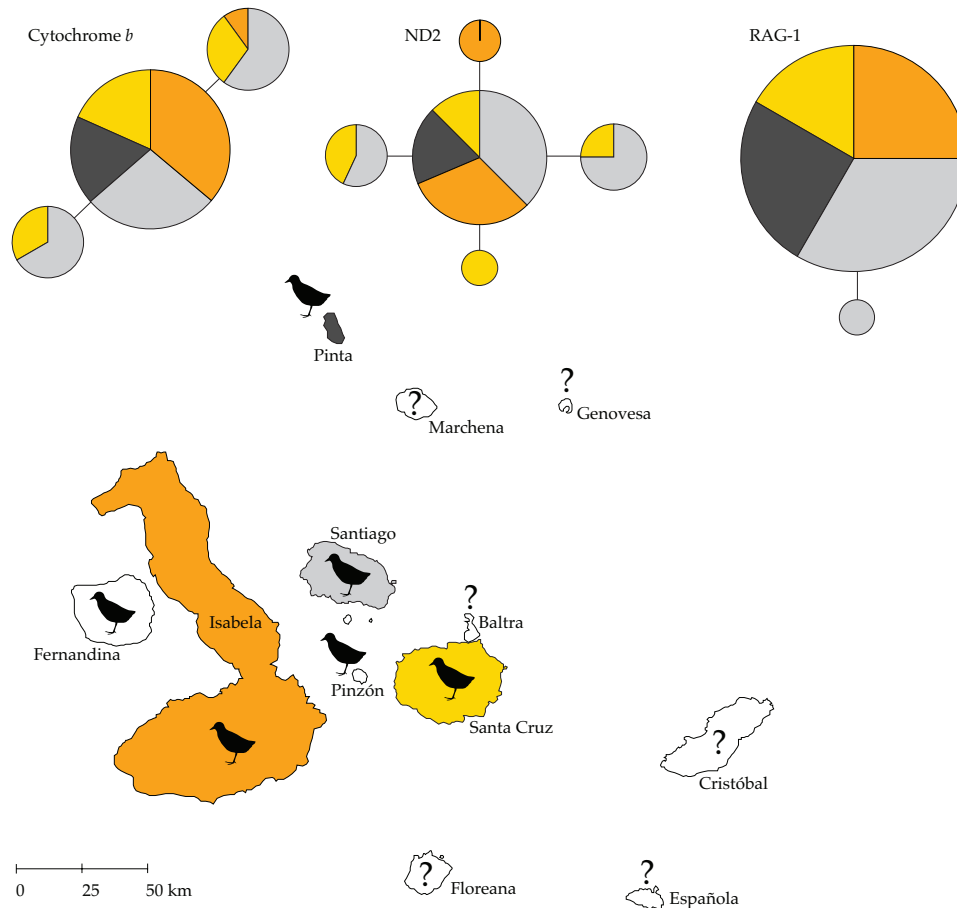 Cytochrome b
ND2
RAG-1
Pinta
?
Marchena
?
Genovesa
Santiago
?
Baltra
Isabela
Fernandina
Pinzón
Santa Cruz
?
Cristóbal
?
Floreana
?
Española
0 25 50 km